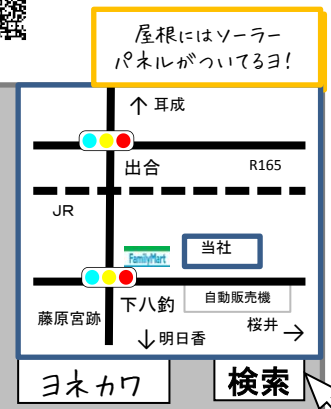 屋根にはソーラー
パネルがついてるヨ!
↑ 耳成
出合
R165
JR
FamilyMart
当社
下八釣
自動販売機
藤原宮跡
桜井 →
↓明日香
ヨネカワ
検索